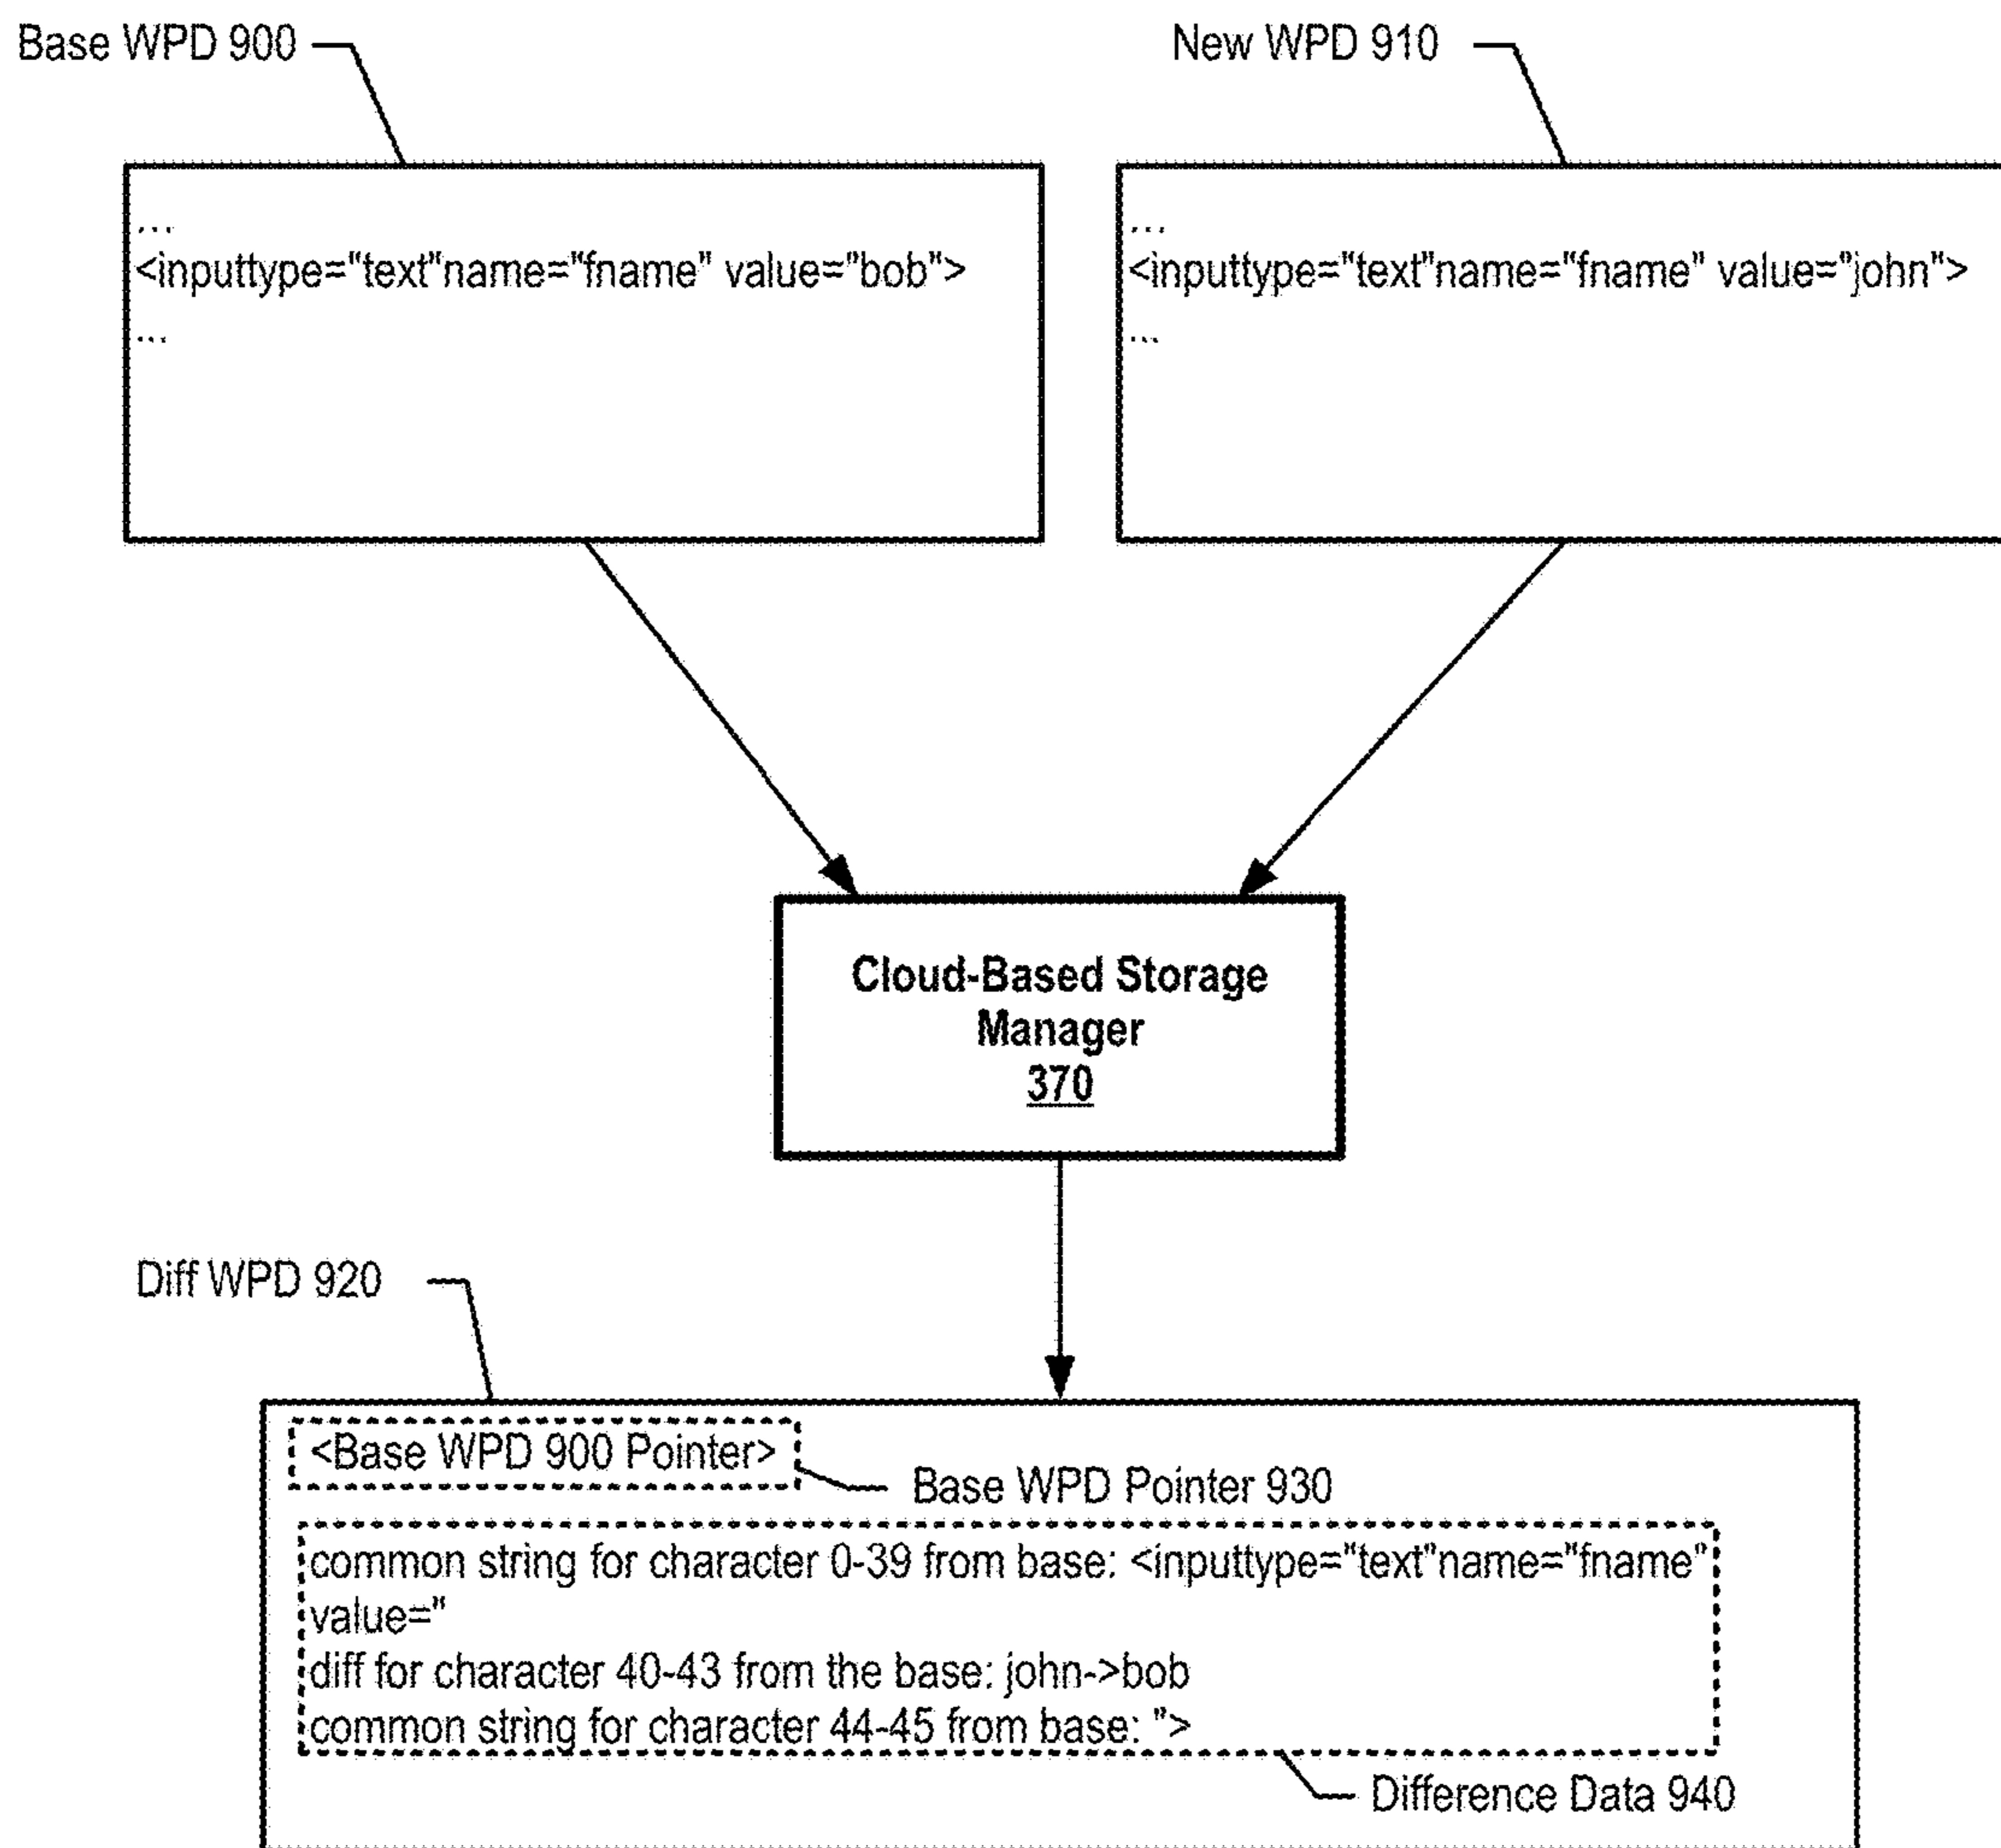 Base WPD 900
New WPD 910
...
<inputtype="text"name="fname" value="bob">
...
...
<inputtype="text"name="fname" value="john">
...
Cloud-Based Storage
Manager
370
Diff WPD 920
<Base WPD 900 Pointer>
Base WPD Pointer 930
common string for character 0-39 from base: <inputtype="text"name="fname"
value="
diff for character 40-43 from the base: john->bob
common string for character 44-45 from base: ">
Difference Data 940